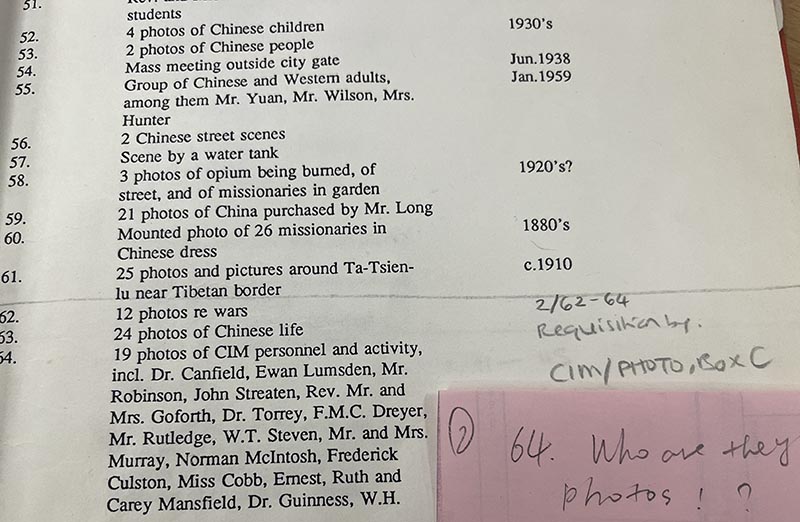 51. Rev. and
students
52. 4 photos of Chinese children 1930's
53. 2 photos of Chinese people
54. Mass meeting outside city gate Jun.1938
55. Group of Chinese and Western adults, Jan.1959
among them Mr. Yuan, Mr. Wilson, Mrs.
Hunter
56. 2 Chinese street scenes
57. Scene by a water tank
58. 3 photos of opium being burned, of 1920's?
street, and of missionaries in garden
59. 21 photos of China purchased by Mr. Long
60. Mounted photo of 26 missionaries in 1880's
Chinese dress
61. 25 photos and pictures around Ta-Tsien- c.1910
lu near Tibetan border
62. 12 photos re wars 2/62-64
63. 24 photos of Chinese life Requisition by.
64. 19 photos of CIM personnel and activity, CIM/PHOTO, BOX C
incl. Dr. Canfield, Ewan Lumsden, Mr.
Robinson, John Streaten, Rev. Mr. and
Mrs. Goforth, Dr. Torrey, F.M.C. Dreyer,
Mr. Rutledge, W.T. Steven, Mr. and Mrs.
Murray, Norman McIntosh, Frederick
Culston, Miss Cobb, Ernest, Ruth and
Carey Mansfield, Dr. Guinness, W.H.
64. Who are they
photos! ?